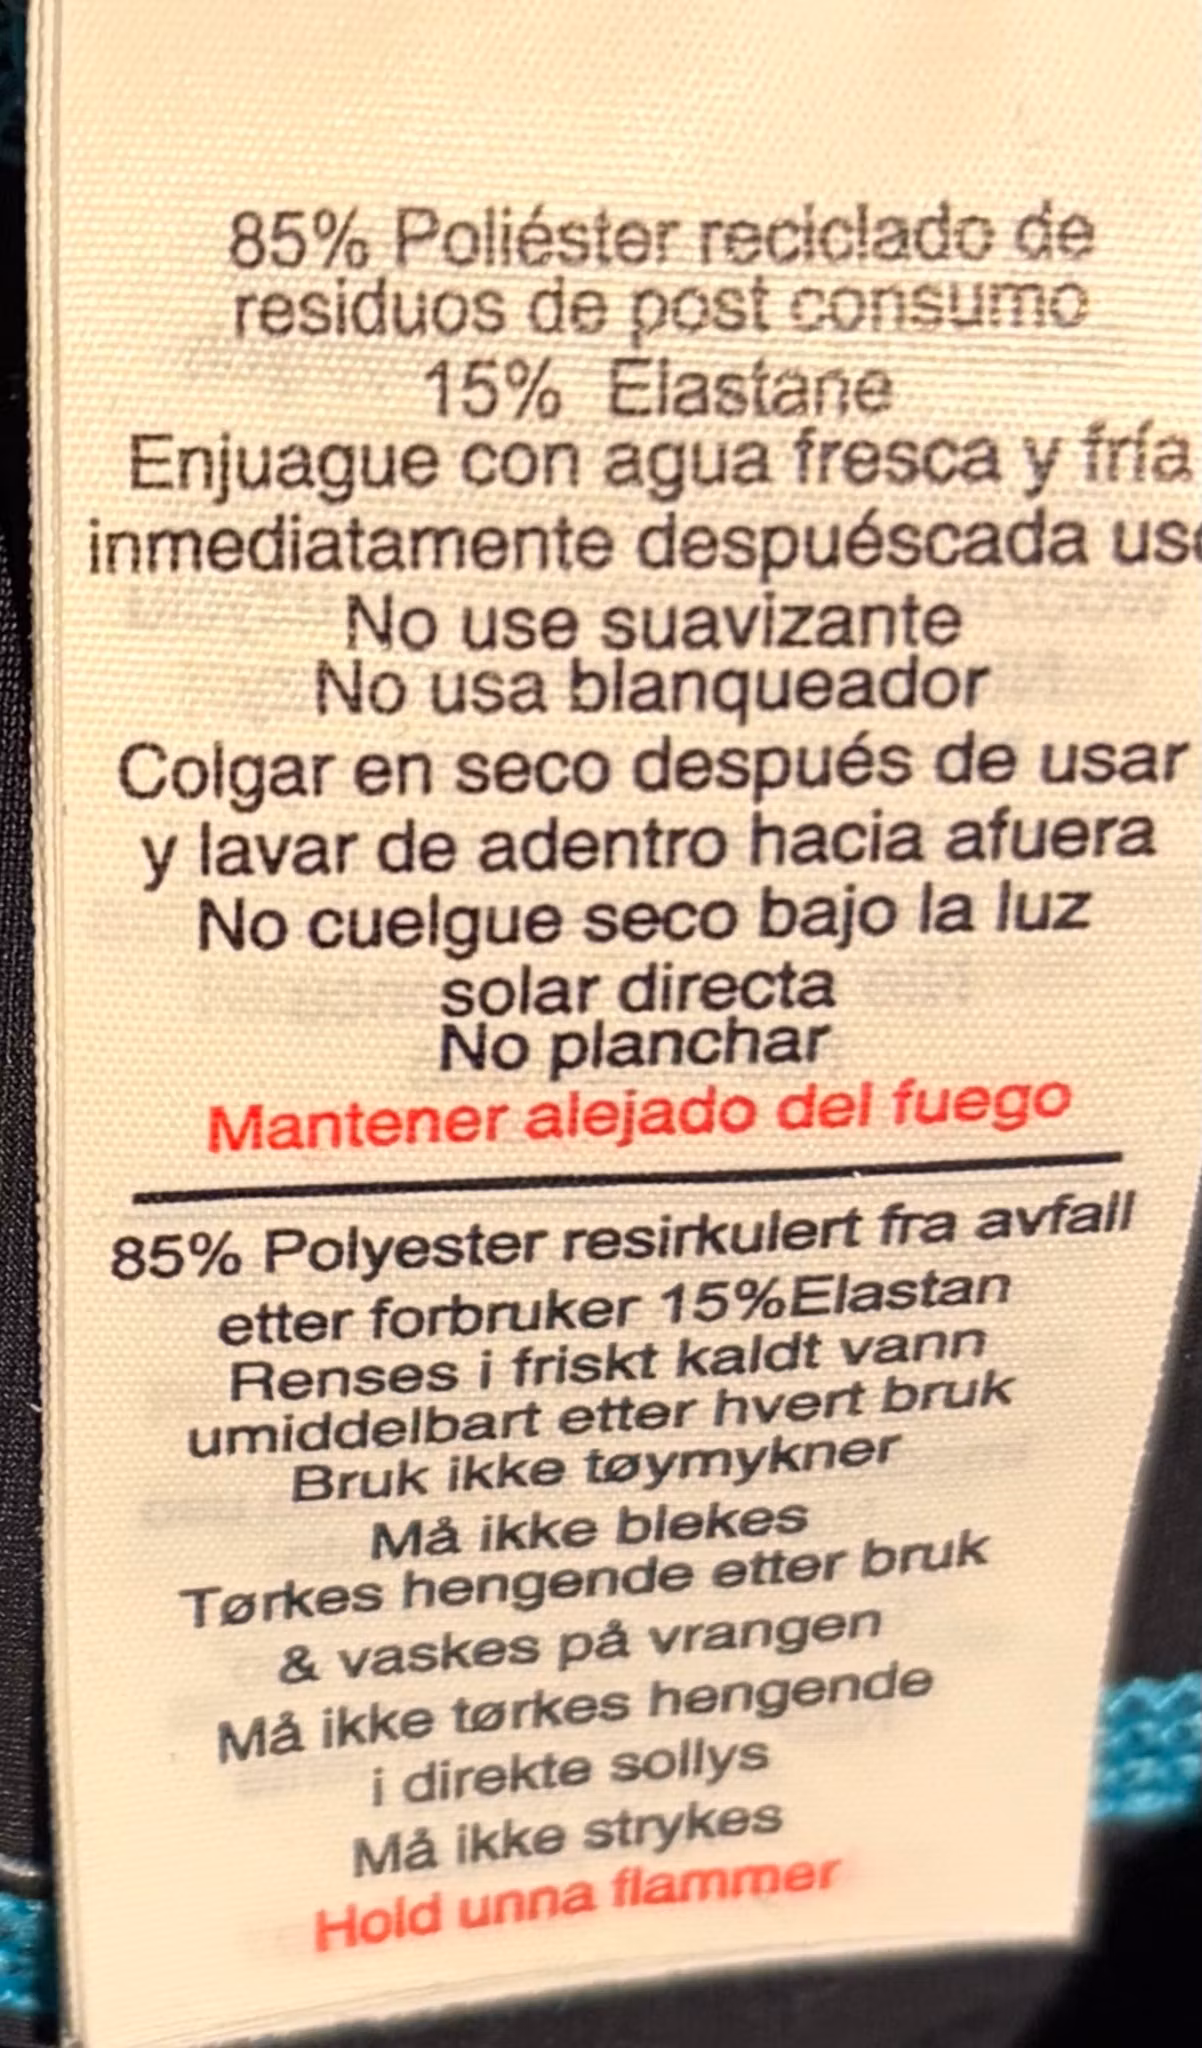 85% Poliéster reciclado de
residuos de post consumo
15% Elastane
Enjuague con agua fresca y fría
inmediatamente despuéscada uso
No use suavizante
No usa blanqueador
Colgar en seco después de usar
y lavar de adentro hacia afuera
No cuelgue seco bajo la luz
solar directa
No planchar
Mantener alejado del fuego
85% Polyester resirkulert fra avfall
etter forbruker 15%Elastan
Renses i friskt kaldt vann
umiddelbart etter hvert bruk
Bruk ikke tøymykner
Må ikke blekes
Tørkes hengende etter bruk
& vaskes på vrangen
Må ikke tørkes hengende
i direkte sollys
Må ikke strykes
Hold unna flammer